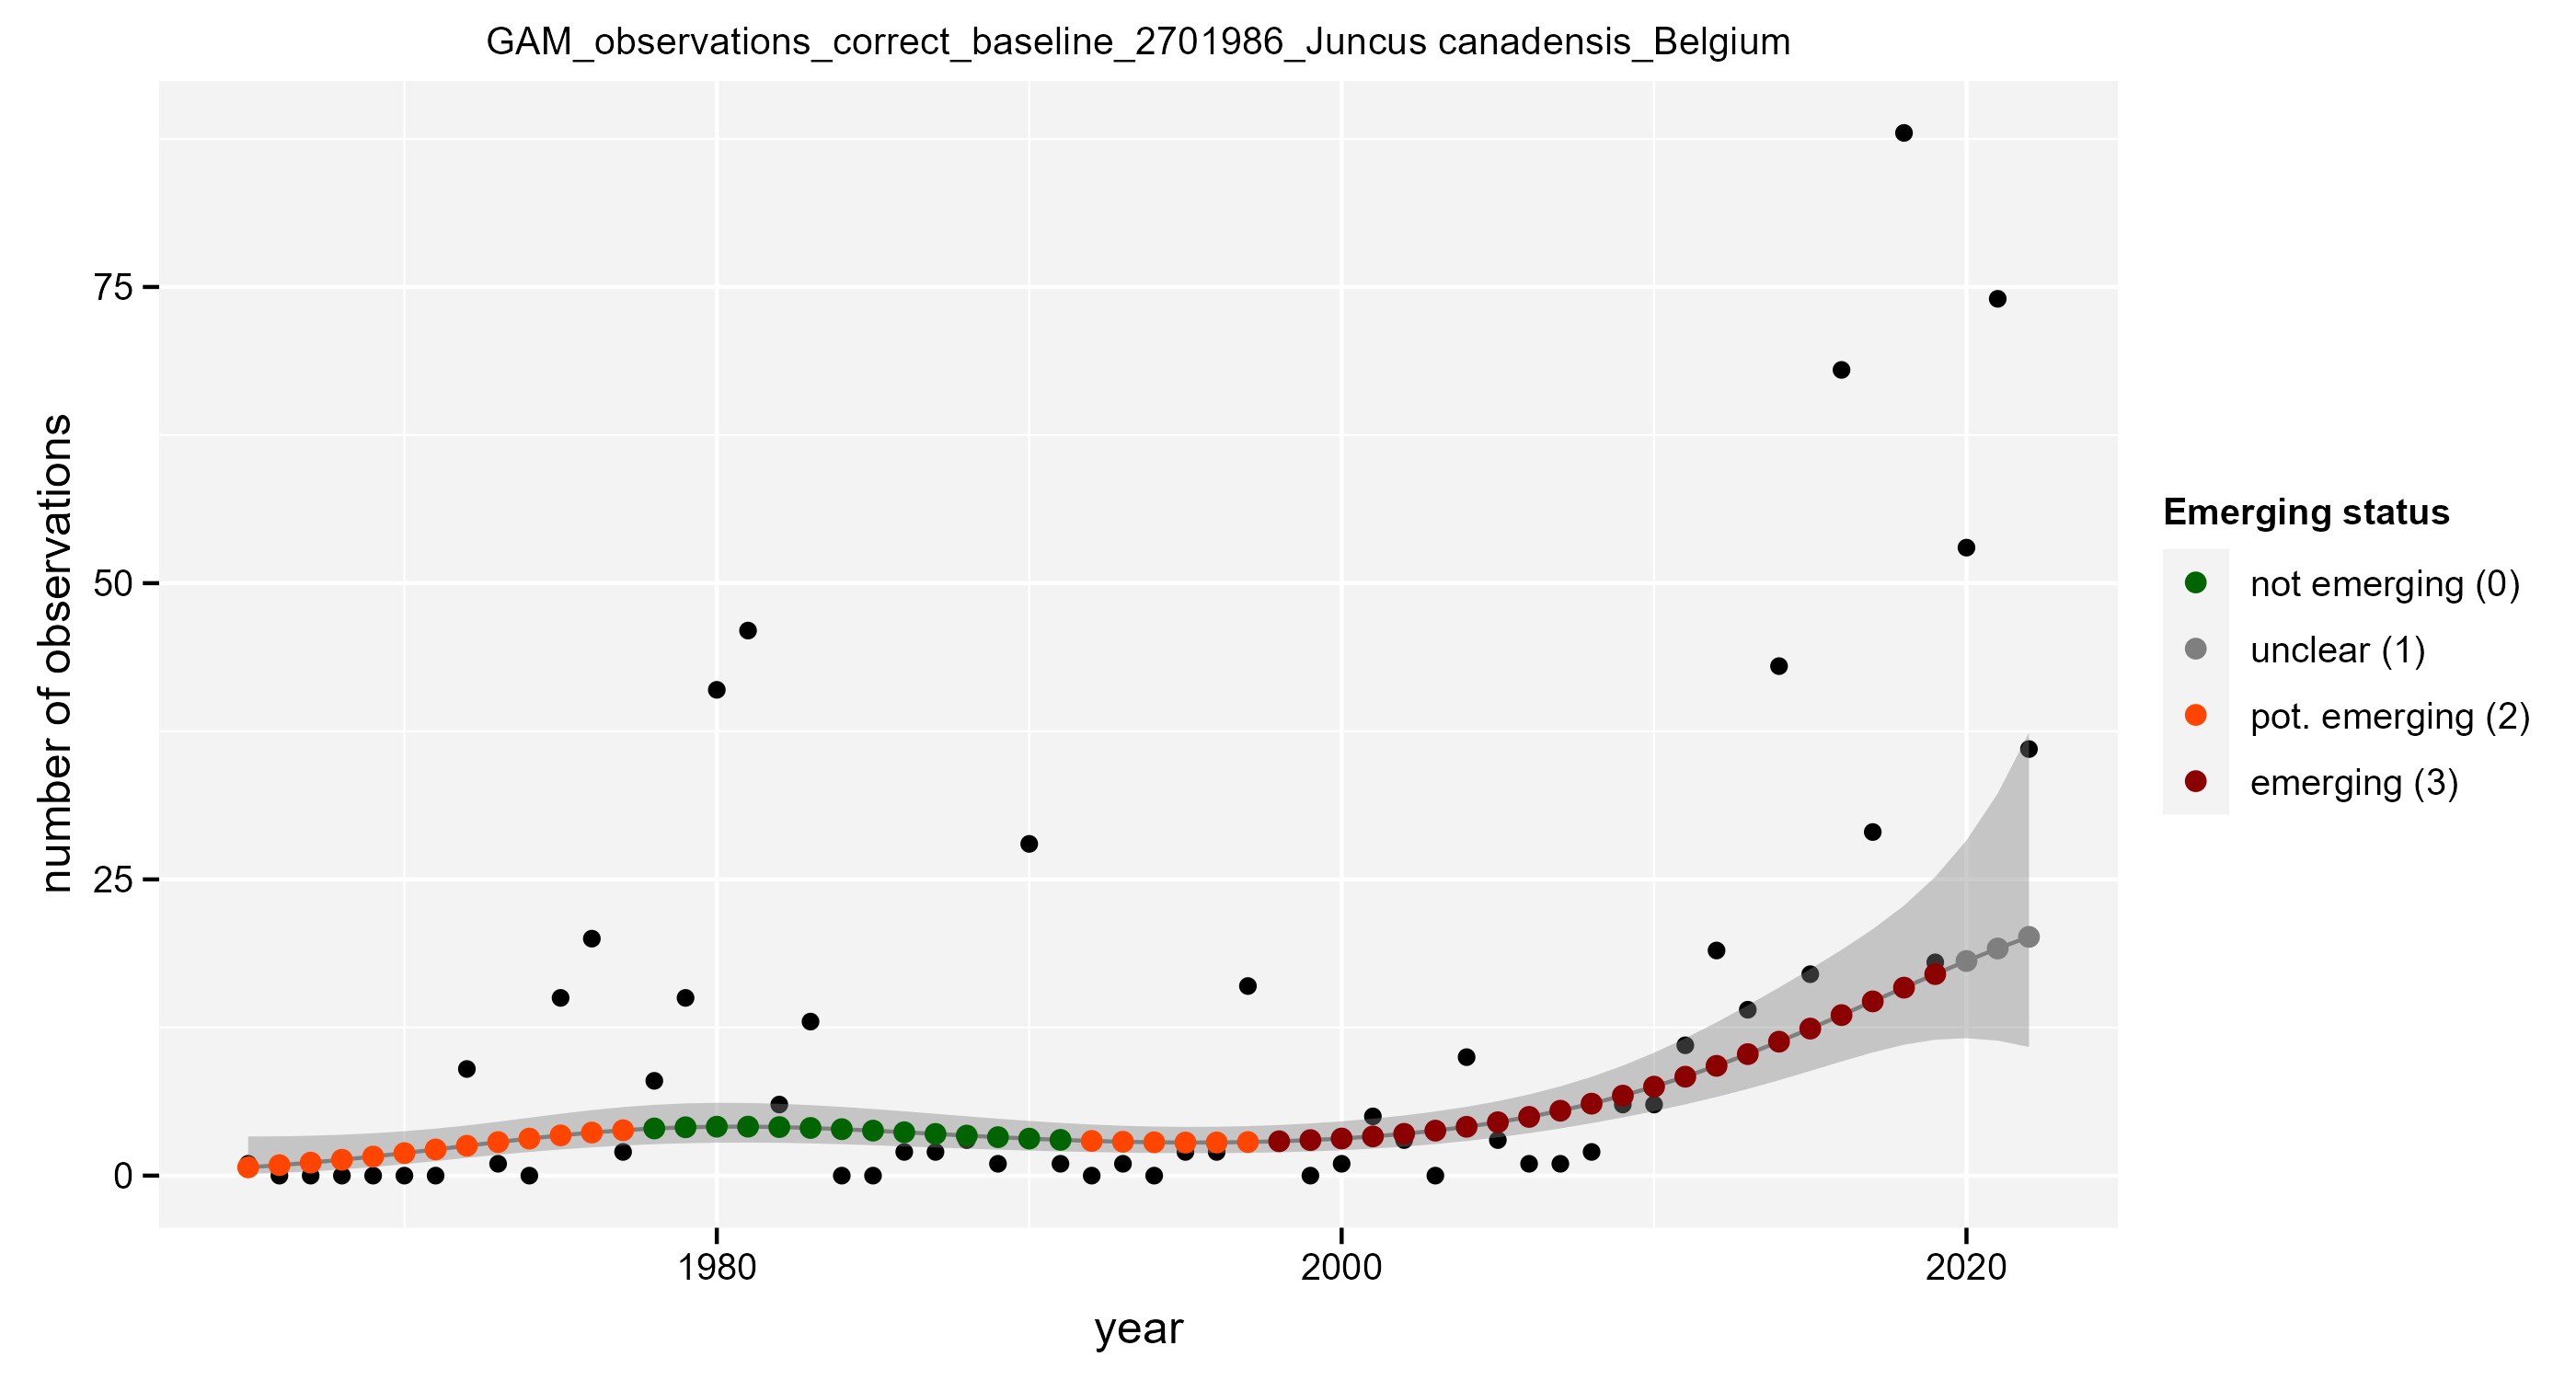 GAM_observations_correct_baseline_2701986_Juncus canadensis_Belgium
number of observations
75
50
25
0
1980
2000
2020
year
Emerging status
not emerging (0)
unclear (1)
pot. emerging (2)
emerging (3)